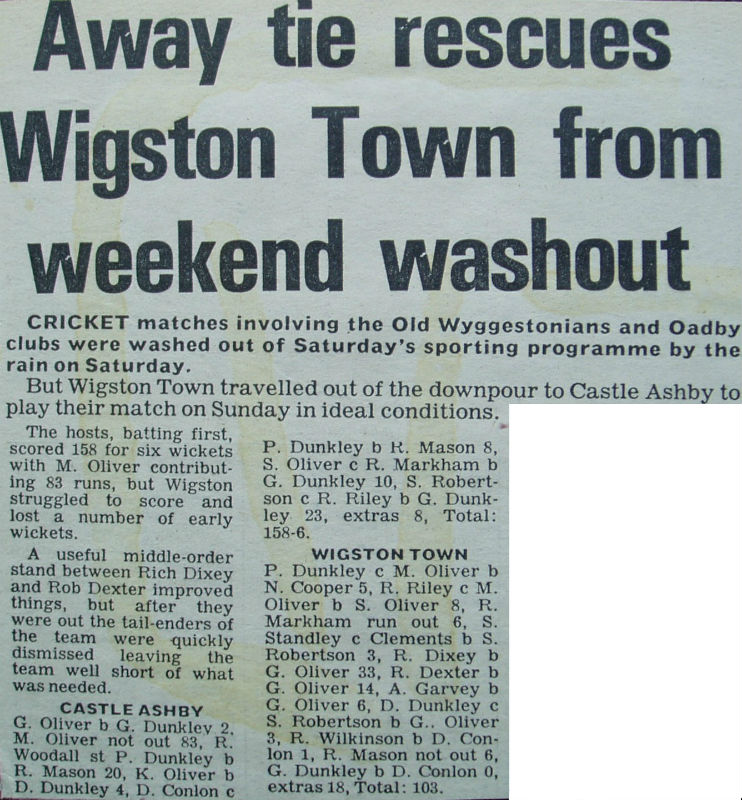 Away tie rescues
Wigston Town from
weekend washout
CRICKET matches involving the Old Wyggestonians and Oadby
clubs were washed out of Saturday's sporting programme by the
rain on Saturday.
But Wigston Town travelled out of the downpour to Castle Ashby to
play their match on Sunday in ideal conditions.
The hosts, batting first,
scored 158 for six wickets
with M. Oliver contribut-
ing 83 runs, but Wigston
struggled to score and
lost a number of early
wickets.
A useful middle-order
stand between Rich Dixey
and Rob Dexter improved
things, but after they
were out the tail-enders of
the team were quickly
dismissed leaving the
team well short of what
was needed.
CASTLE ASHBY
G. Oliver b G. Dunkley 2,
M. Oliver not out 83, R.
Woodall st P. Dunkley b
R. Mason 20, K. Oliver b
D. Dunkley 4, D. Conlon c
P. Dunkley b R. Mason 8,
S. Oliver c R. Markham b
G. Dunkley 10, S. Robert-
son c R. Riley b G. Dunk-
ley 23, extras 8, Total:
158-6.
WIGSTON TOWN
P. Dunkley c M. Oliver b
N. Cooper 5, R. Riley c M.
Oliver b S. Oliver 8, R.
Markham run out 6, S.
Standley c Clements b S.
Robertson 3, R. Dixey b
G. Oliver 33, R. Dexter b
G. Oliver 14, A. Garvey b
G. Oliver 6, D. Dunkley c
S. Robertson b G.. Oliver
3, R. Wilkinson b D. Con-
lon 1, R. Mason not out 6,
G. Dunkley b D. Conlon 0,
extras 18, Total: 103.